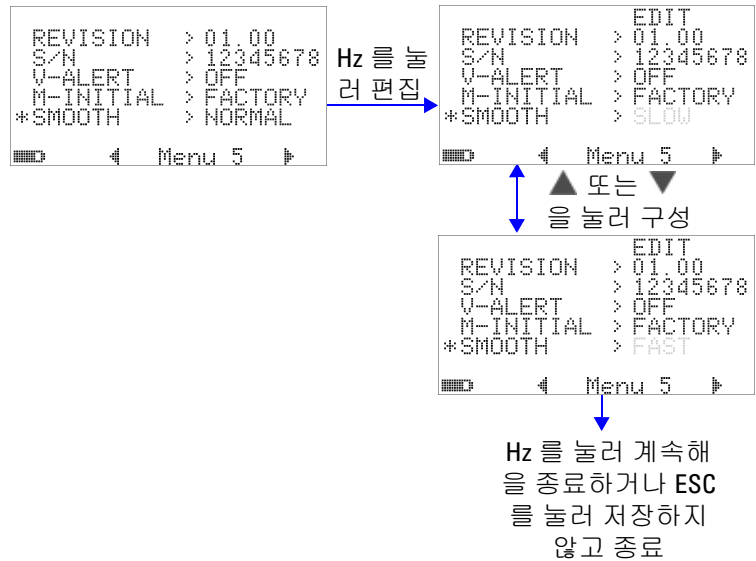 REVISION > 01.00
S/N > 12345678
V-ALERT > OFF
M-INITIAL > FACTORY
*SMOOTH > NORMAL
Menu 5
Hz 를 눌
러 편집
EDIT
REVISION > 01.00
S/N > 12345678
V-ALERT > OFF
M-INITIAL > FACTORY
*SMOOTH > SLOW
Menu 5
▲ 또는 ▼
을 눌러 구성
EDIT
REVISION > 01.00
S/N > 12345678
V-ALERT > OFF
M-INITIAL > FACTORY
*SMOOTH > FAST
Menu 5
Hz 를 눌러 계속해
을 종료하거나 ESC
를 눌러 저장하지
않고 종료